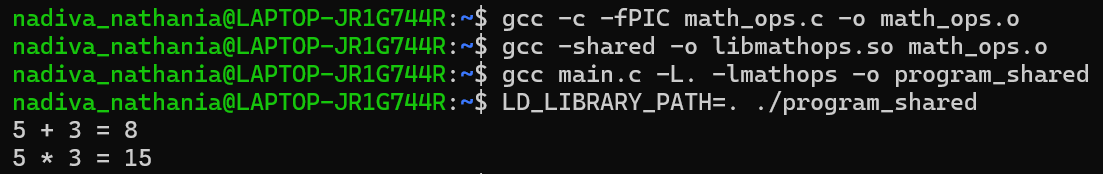 nadiva_nathania@LAPTOP-JR1G744R:~$ gcc -c -fPIC math_ops.c -o math_ops.o
nadiva_nathania@LAPTOP-JR1G744R:~$ gcc -shared -o libmathops.so math_ops.o
nadiva_nathania@LAPTOP-JR1G744R:~$ gcc main.c -L. -lmathops -o program_shared
nadiva_nathania@LAPTOP-JR1G744R:~$ LD_LIBRARY_PATH=. ./program_shared
5 + 3 = 8
5 * 3 = 15